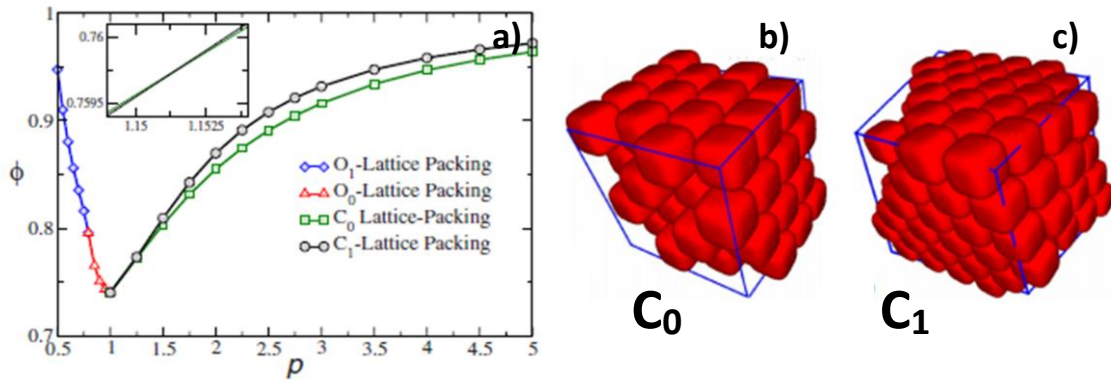 a)
1
0.9
0.8
0.7
ϕ
0.76
0.7595
1.15
1.1525
O₁-Lattice Packing
O₀-Lattice Packing
C₀ Lattice-Packing
C₁-Lattice Packing
0.5 1 1.5 2 2.5 3 3.5 4 4.5 5
p
b)
C₀
c)
C₁